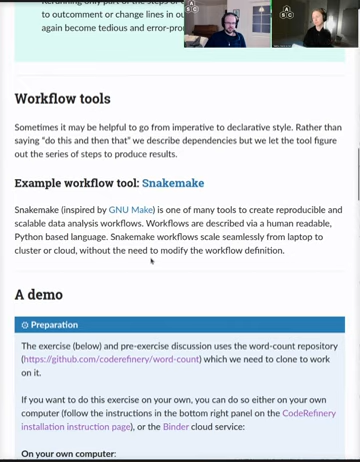 to outcomment or change lines in ou
again become tedious and error-pro
Workflow tools
Sometimes it may be helpful to go from imperative to declarative style. Rather than
saying "do this and then that" we describe dependencies but we let the tool figure
out the series of steps to produce results.
Example workflow tool: Snakemake
Snakemake (inspired by GNU Make) is one of many tools to create reproducible and
scalable data analysis workflows. Workflows are described via a human readable,
Python based language. Snakemake workflows scale seamlessly from laptop to
cluster or cloud, without the need to modify the workflow definition.
A demo
Preparation
The exercise (below) and pre-exercise discussion uses the word-count repository
(https://github.com/coderefinery/word-count) which we need to clone to work
on it.
If you want to do this exercise on your own, you can do so either on your own
computer (follow the instructions in the bottom right panel on the CodeRefinery
installation instruction page), or the Binder cloud service:
On your own computer: